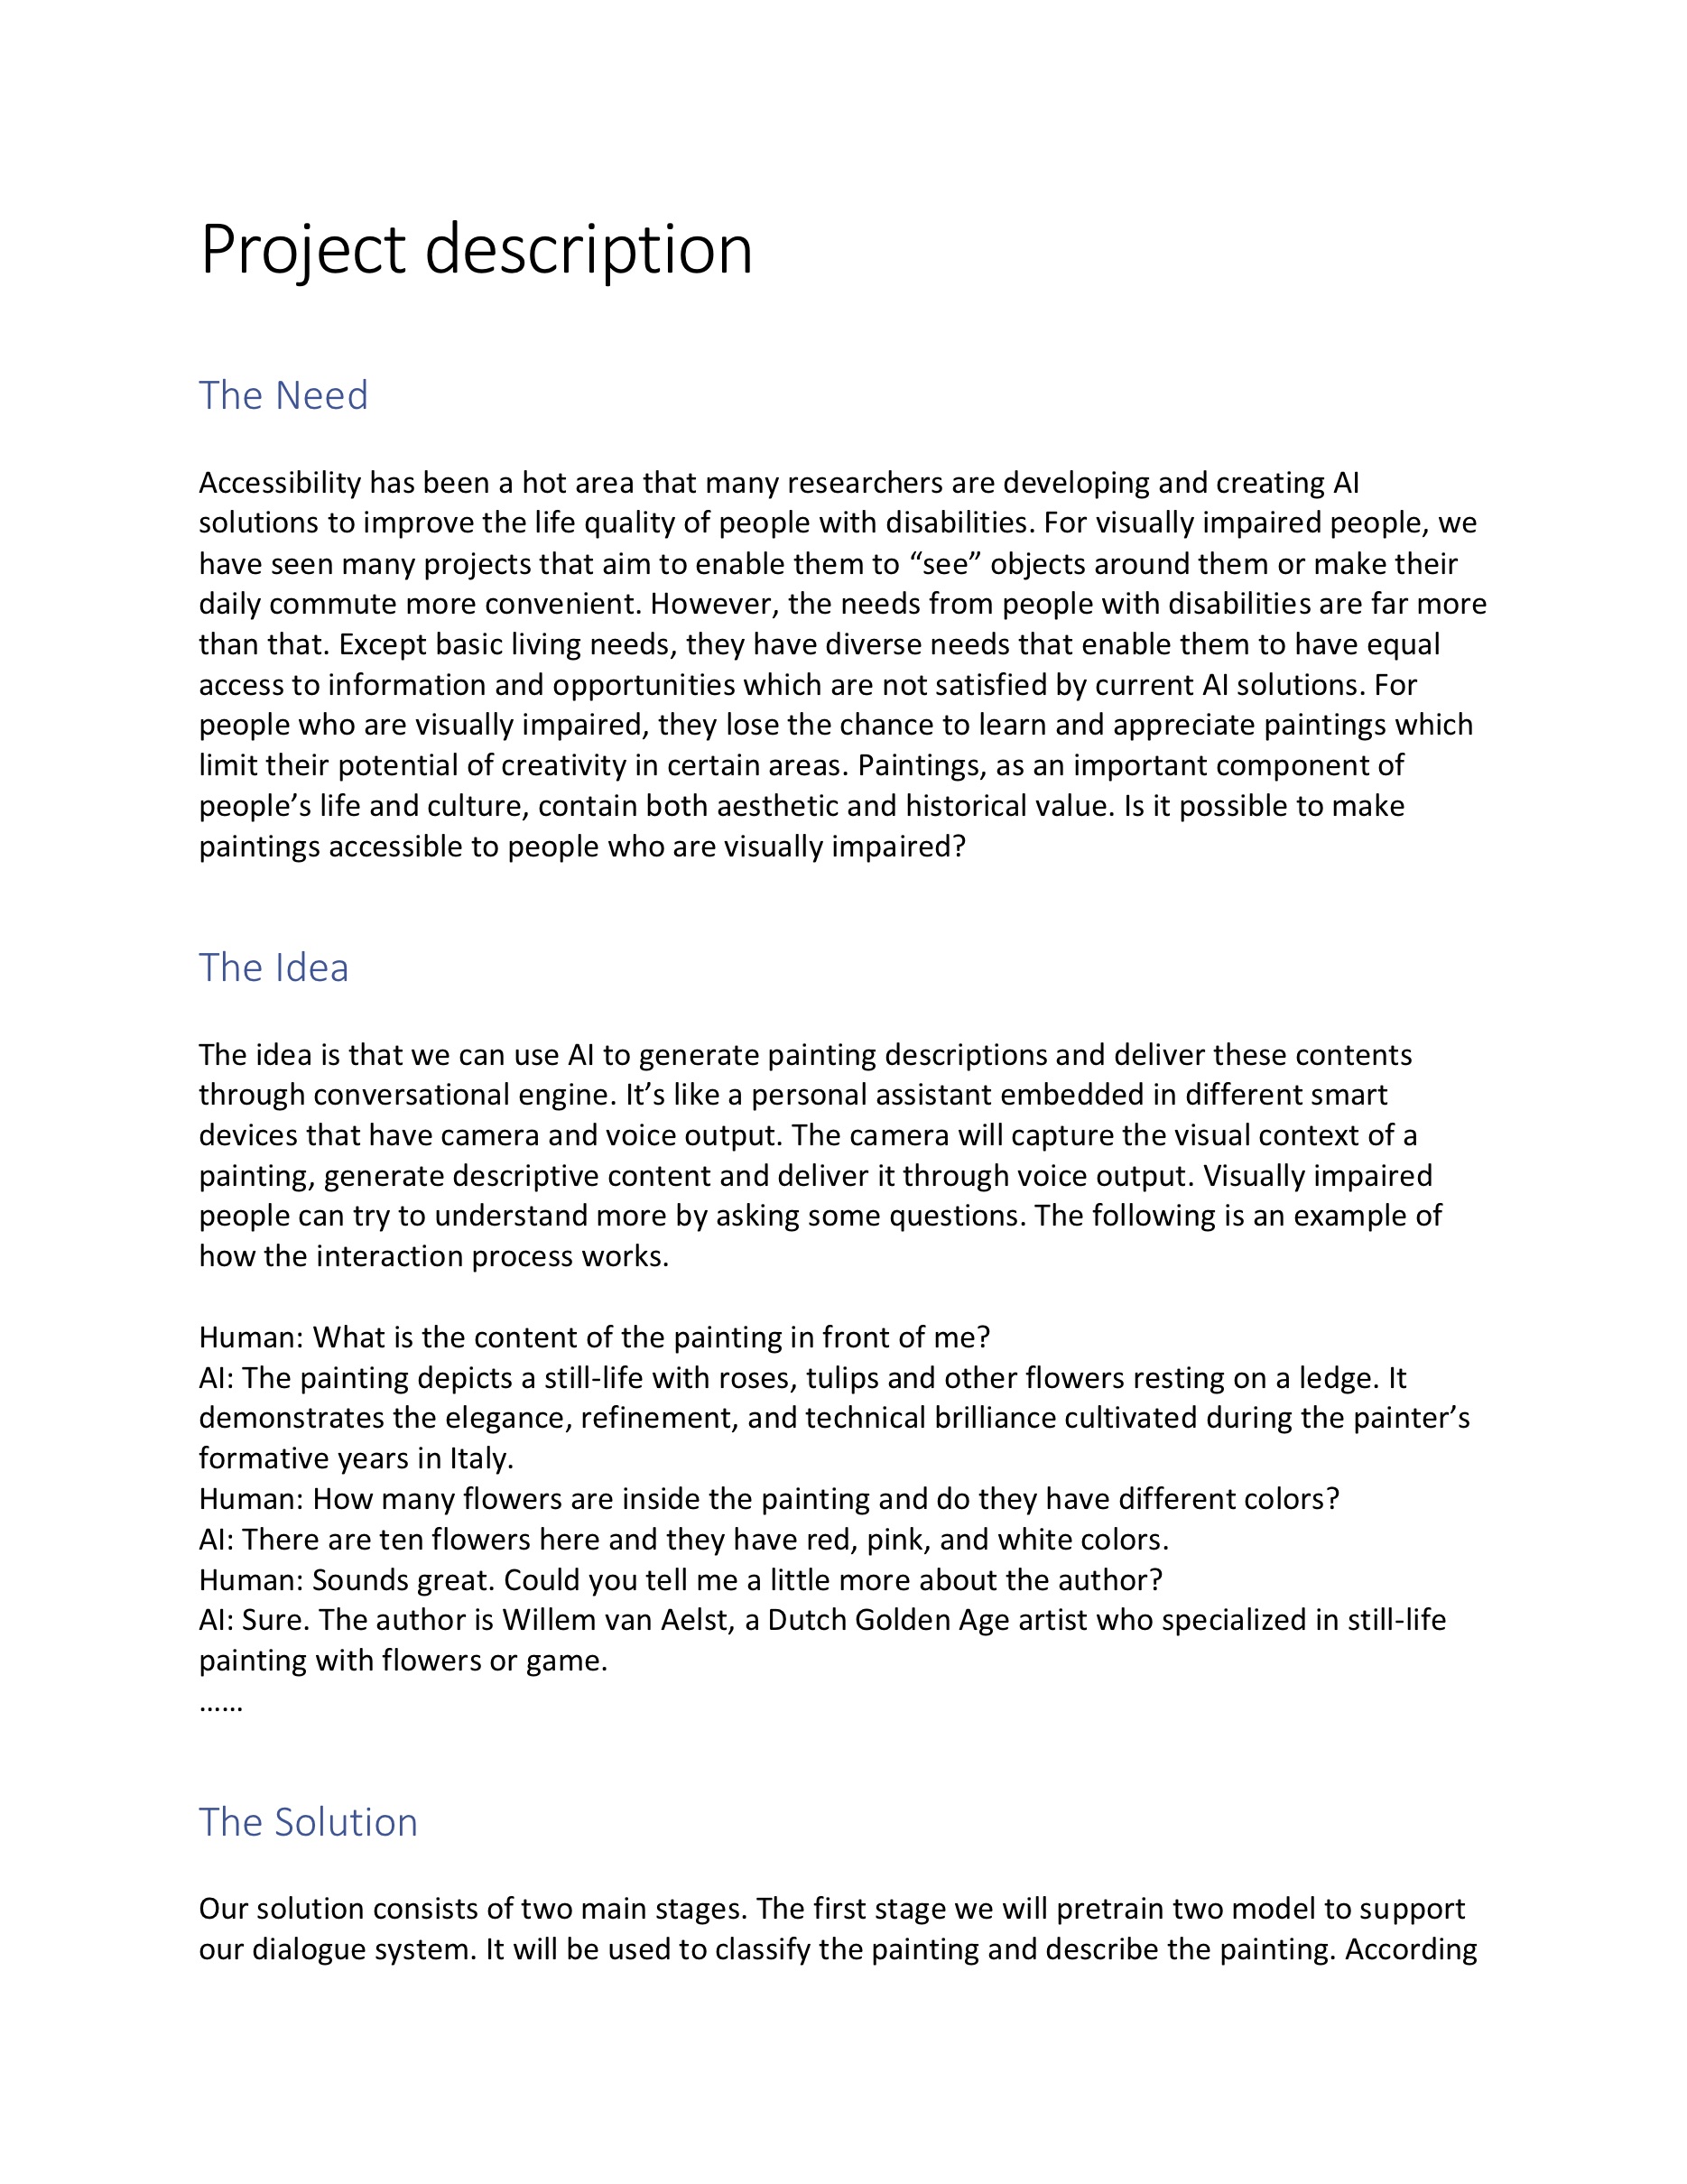 Project description
The Need
Accessibility has been a hot area that many researchers are developing and creating AI
solutions to improve the life quality of people with disabilities. For visually impaired people, we
have seen many projects that aim to enable them to “see” objects around them or make their
daily commute more convenient. However, the needs from people with disabilities are far more
than that. Except basic living needs, they have diverse needs that enable them to have equal
access to information and opportunities which are not satisfied by current AI solutions. For
people who are visually impaired, they lose the chance to learn and appreciate paintings which
limit their potential of creativity in certain areas. Paintings, as an important component of
people’s life and culture, contain both aesthetic and historical value. Is it possible to make
paintings accessible to people who are visually impaired?
The Idea
The idea is that we can use AI to generate painting descriptions and deliver these contents
through conversational engine. It’s like a personal assistant embedded in different smart
devices that have camera and voice output. The camera will capture the visual context of a
painting, generate descriptive content and deliver it through voice output. Visually impaired
people can try to understand more by asking some questions. The following is an example of
how the interaction process works.
Human: What is the content of the painting in front of me?
AI: The painting depicts a still-life with roses, tulips and other flowers resting on a ledge. It
demonstrates the elegance, refinement, and technical brilliance cultivated during the painter’s
formative years in Italy.
Human: How many flowers are inside the painting and do they have different colors?
AI: There are ten flowers here and they have red, pink, and white colors.
Human: Sounds great. Could you tell me a little more about the author?
AI: Sure. The author is Willem van Aelst, a Dutch Golden Age artist who specialized in still-life
painting with flowers or game.
……
The Solution
Our solution consists of two main stages. The first stage we will pretrain two model to support
our dialogue system. It will be used to classify the painting and describe the painting. According